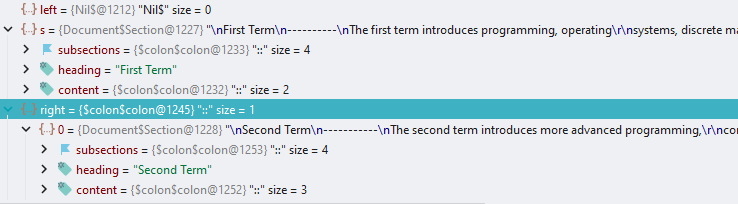 left = {Nil$@1212} "Nil$" size = 0
s = {Document$Section@1227} "\nFirst Term\n----------\nThe first term introduces programming, operating\r\nsystems, discrete ma
subsections = {$colon$colon@1233} "::" size = 4
heading = "First Term"
content = {$colon$colon@1232} "::" size = 2
right = {$colon$colon@1245} "::" size = 1
0 = {Document$Section@1228} "\nSecond Term\n-----------\nThe second term introduces more advanced programming,\r\ncon
subsections = {$colon$colon@1253} "::" size = 4
heading = "Second Term"
content = {$colon$colon@1252} "::" size = 3